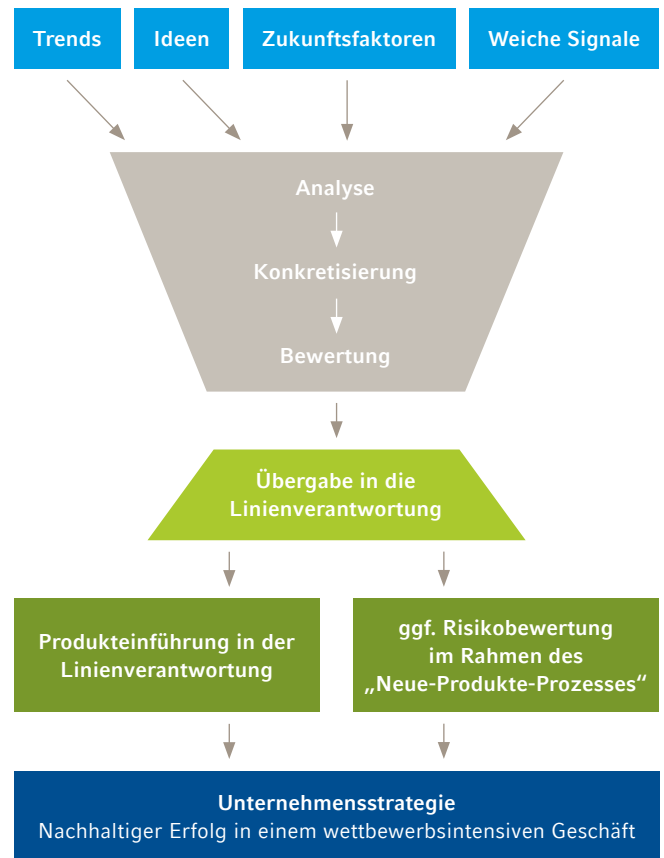 Trends
Ideen
Zukunftsfaktoren
Weiche Signale
Analyse
Konkretisierung
Bewertung
Übergabe in die
Linienverantwortung
Produkteinführung in der
Linienverantwortung
ggf. Risikobewertung
im Rahmen des
„Neue-Produkte-Prozesses“
Unternehmensstrategie
Nachhaltiger Erfolg in einem wettbewerbsintensiven Geschäft